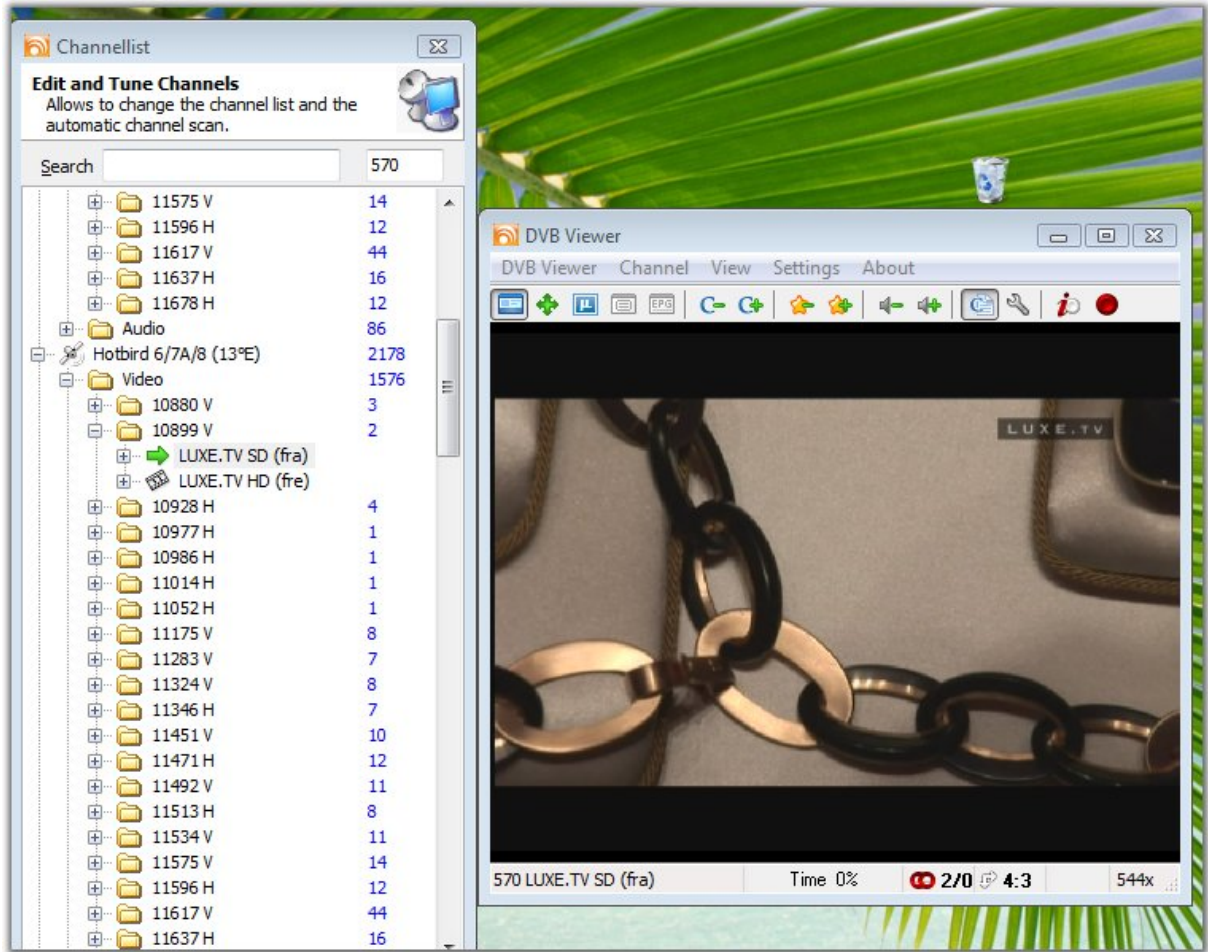 Channellist
Edit and Tune Channels
Allows to change the channel list and the
automatic channel scan.
Search 570
11575 V 14
11596 H 12
11617 V 44
11637 H 16
11678 H 12
Audio 86
Hotbird 6/7A/8 (13ºE) 2178
Video 1576
10880 V 3
10899 V 2
LUXE.TV SD (fra)
LUXE.TV HD (fre)
10928 H 4
10977 H 1
10986 H 1
11014 H 1
11052 H 1
11175 V 8
11283 V 7
11324 V 8
11346 H 7
11451 V 10
11471 H 12
11492 V 11
11513 H 8
11534 V 11
11575 V 14
11596 H 12
11617 V 44
11637 H 16
DVB Viewer
DVB Viewer Channel View Settings About
µ EPG C- C+
LUXE.TV
570 LUXE.TV SD (fra) Time 0% 2/0 4:3 544x